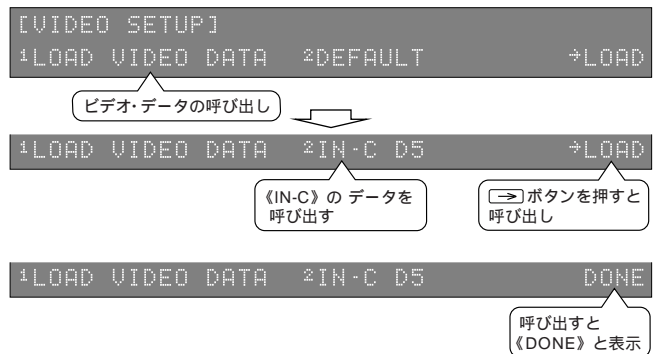 [VIDEO SETUP]
1LOAD VIDEO DATA 2DEFAULT →LOAD
ビデオ・データの呼び出し
1LOAD VIDEO DATA 2IN-C D5 →LOAD
《IN-C》の データを
呼び出す
→ ボタンを押すと
呼び出し
1LOAD VIDEO DATA 2IN-C D5 DONE
呼び出すと
《DONE》と表示